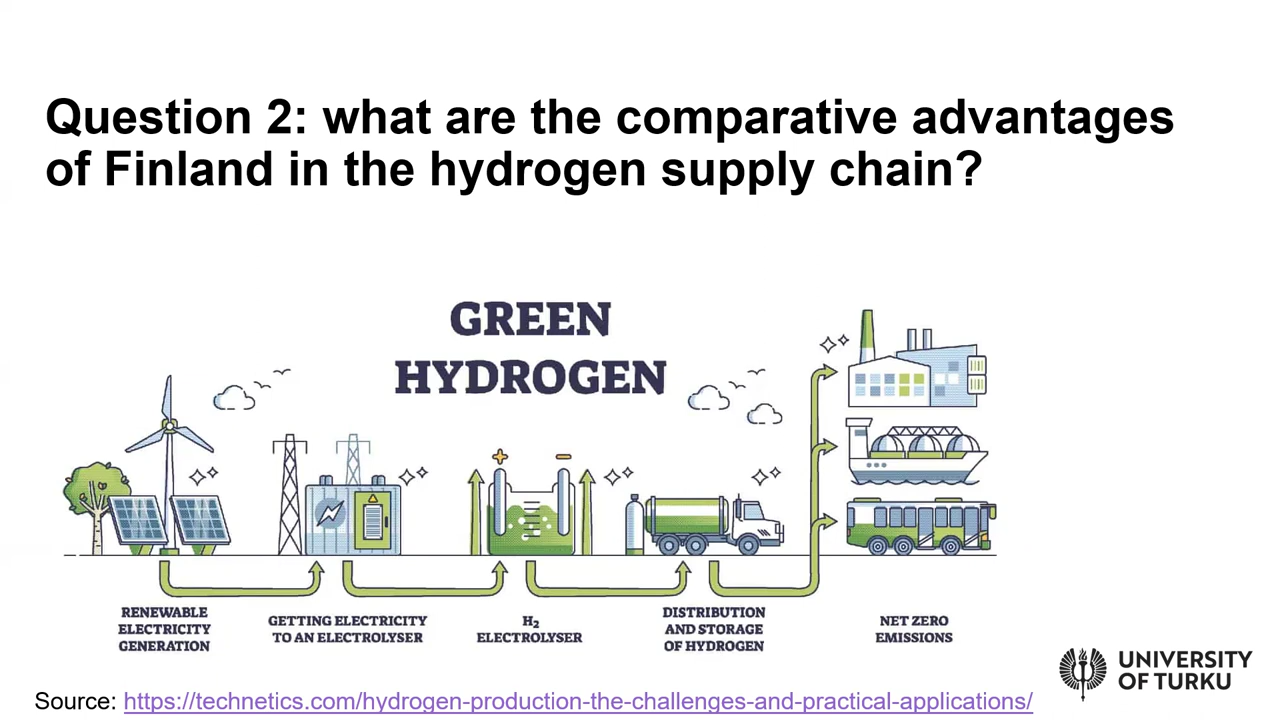 Question 2: what are the comparative advantages
of Finland in the hydrogen supply chain?
GREEN
HYDROGEN
RENEWABLE
ELECTRICITY
GENERATION
GETTING ELECTRICITY
TO AN ELECTROLYSER
H₂
ELECTROLYSER
DISTRIBUTION
AND STORAGE
OF HYDROGEN
NET ZERO
EMISSIONS
UNIVERSITY
OF TURKU
Source: https://technetics.com/hydrogen-production-the-challenges-and-practical-applications/